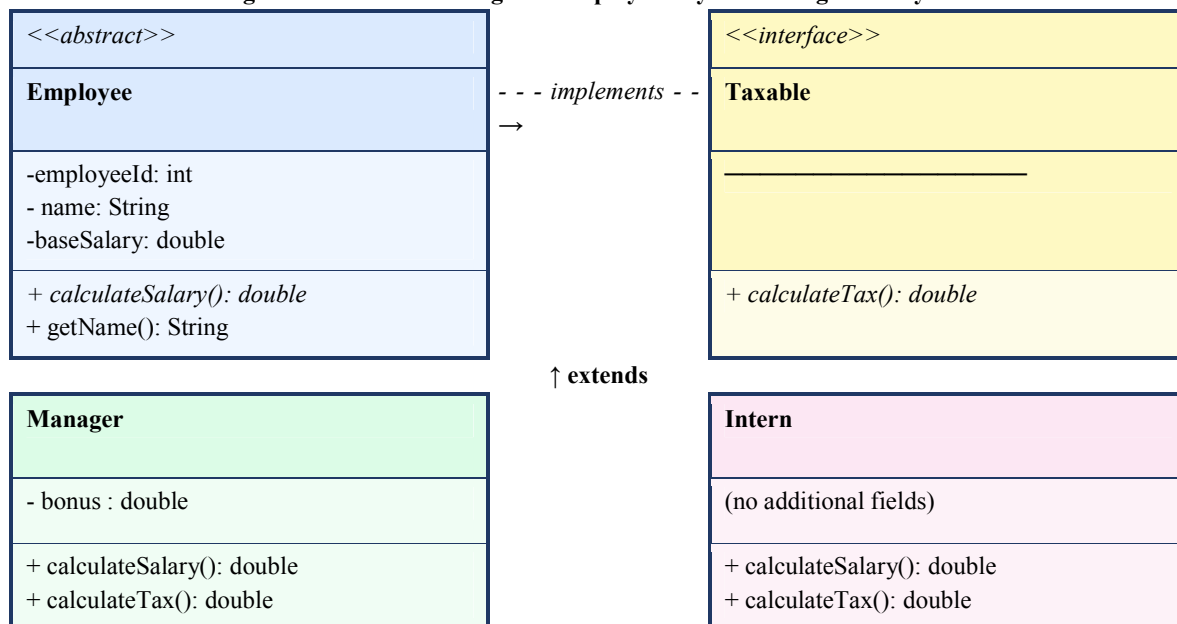 <<abstract>>
Employee
-employeeId: int
- name: String
-baseSalary: double
+ calculateSalary(): double
+ getName(): String
- - - implements - -
→
<<interface>>
Taxable
+ calculateTax(): double
↑ extends
Manager
- bonus : double
+ calculateSalary(): double
+ calculateTax(): double
Intern
(no additional fields)
+ calculateSalary(): double
+ calculateTax(): double